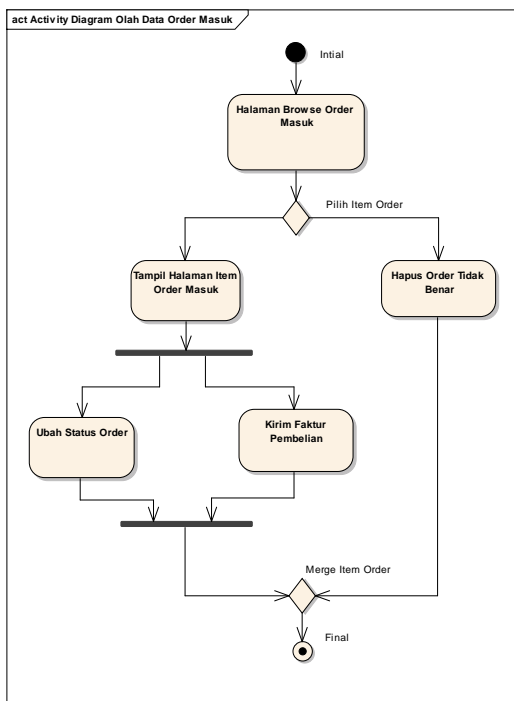 act Activity Diagram Olah Data Order Masuk
Intial
Halaman Browse Order
Masuk
Pilih Item Order
Tampil Halaman Item
Order Masuk
Hapus Order Tidak
Benar
Ubah Status Order
Kirim Faktur
Pembelian
Merge Item Order
Final